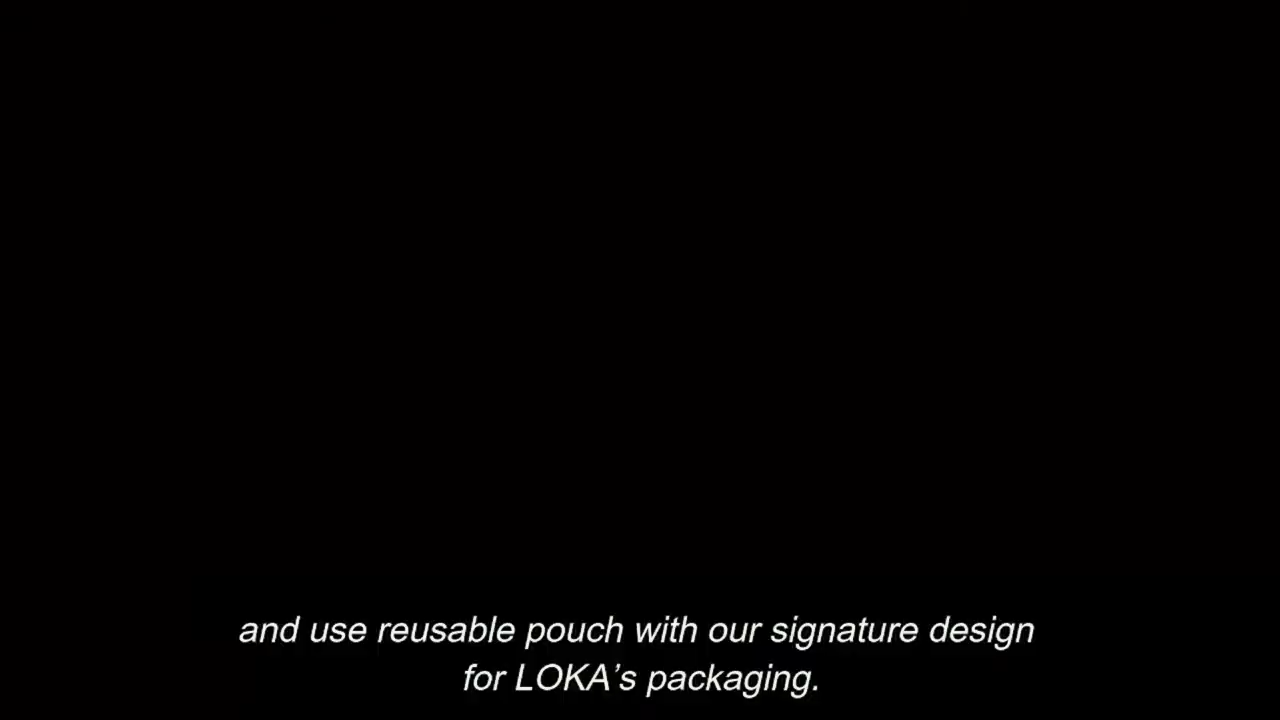 and use reusable pouch with our signature design
for LOKA’s packaging.